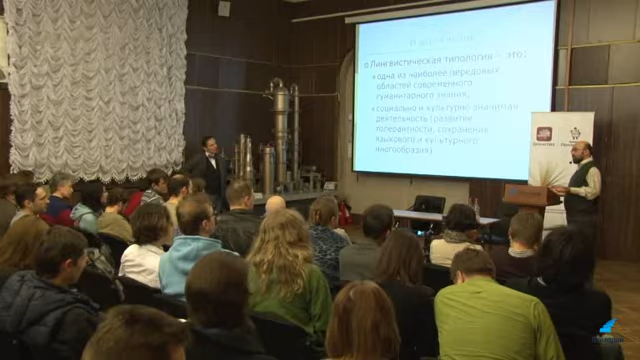 Лингвистическая типология – это:
одна из наиболее передовых
областей современного
гуманитарного знания;
социально и культурно значимая
деятельность (развитие
толерантности, сохранение
языкового и культурного
многообразия)